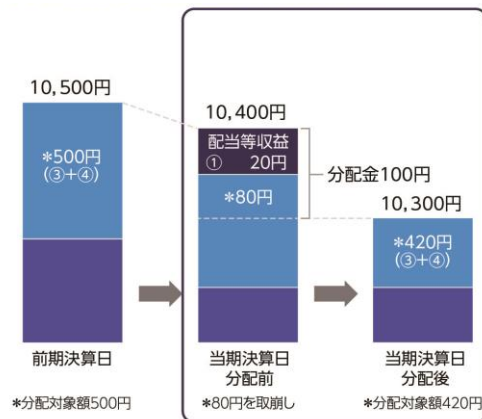 10,500円
*500円
(③+④)
前期決算日
*分配対象額500円
10,400円
配当等収益
① 20円
*80円
分配金100円
当期決算日
分配前
*80円を取崩し
10,300円
*420円
(③+④)
当期決算日
分配後
*分配対象額420円